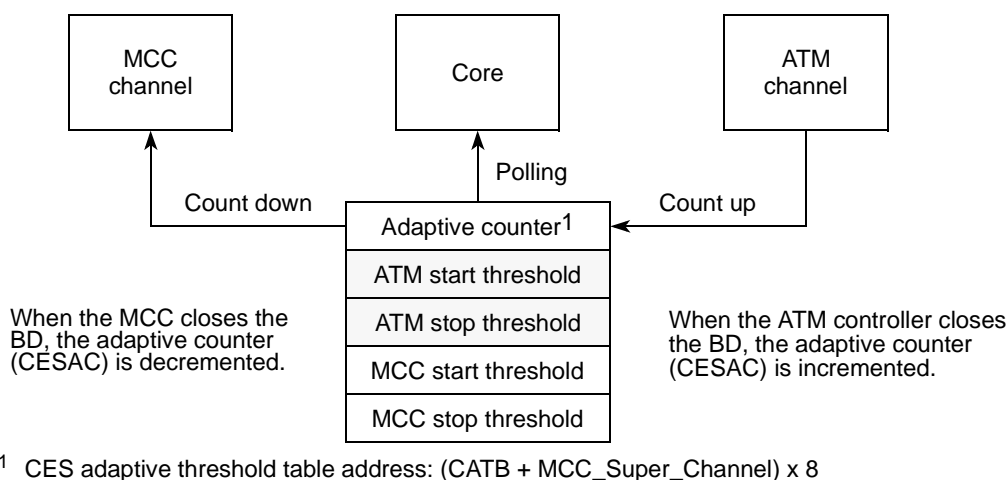 MCC
channel
Core
ATM
channel
Polling
Count down
Count up
Adaptive counter1
ATM start threshold
ATM stop threshold
MCC start threshold
MCC stop threshold
When the MCC closes the
BD, the adaptive counter
(CESAC) is decremented.
When the ATM controller closes
the BD, the adaptive counter
(CESAC) is incremented.
1 CES adaptive threshold table address: (CATB + MCC_Super_Channel) x 8